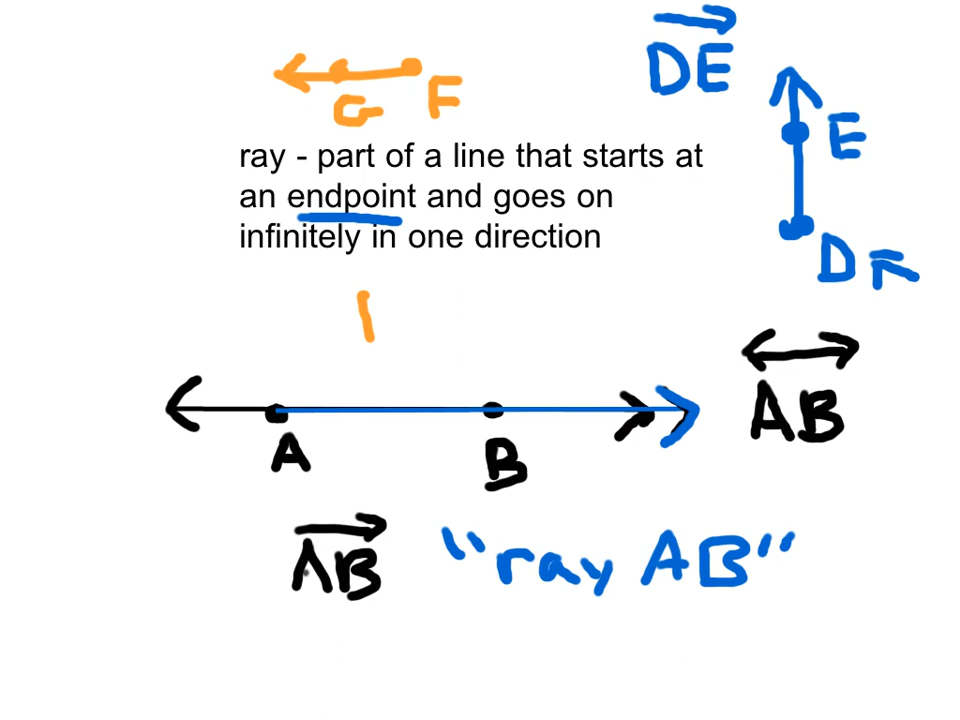 DE
G F
E
ray - part of a line that starts at
an endpoint and goes on
infinitely in one direction
D
AB
A B
AB "ray AB"